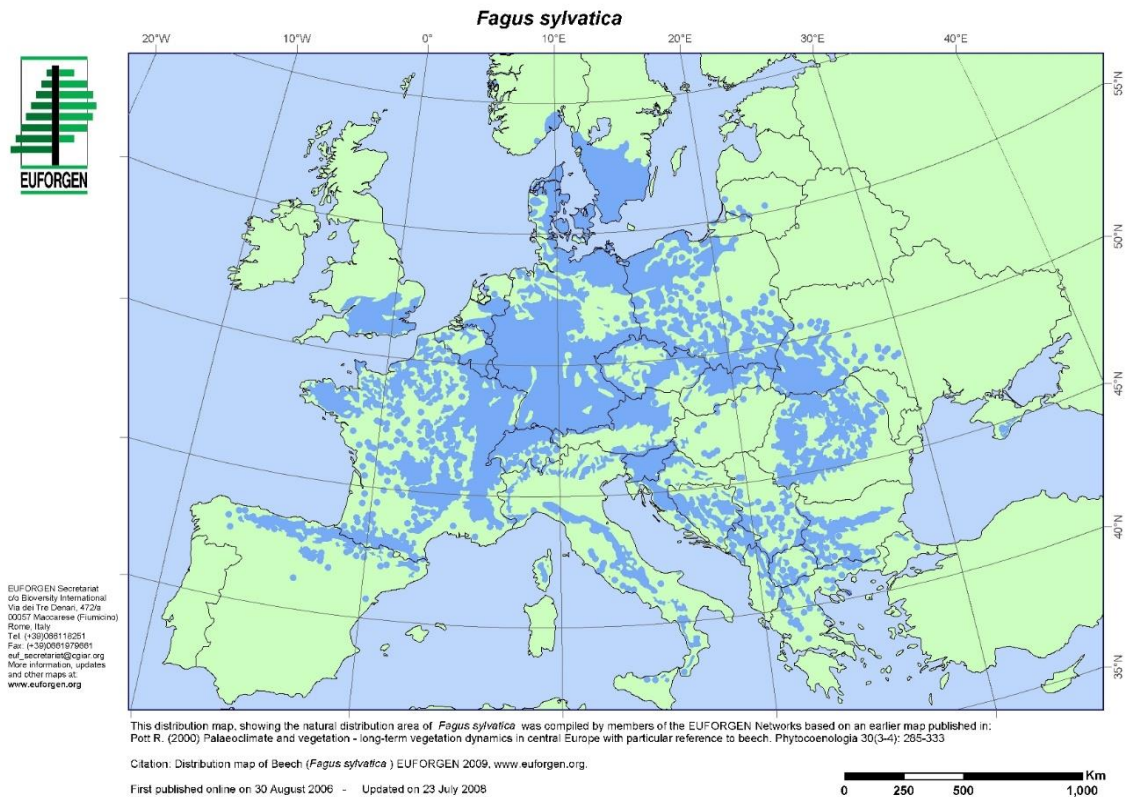 Fagus sylvatica
20°W
10°W
0°
10°E
20°E
30°E
40°E
55°N
50°N
45°N
40°N
35°N
EUFORGEN
EUFORGEN Secretariat
c/o Bioversity International
Via dei Tre Denari, 472/a
00057 Maccarese (Fiumicino)
Rome, Italy
Tel. (+39)066118251
Fax: (+39)0661979661
euf_secretariat@cgiar.org
More information, updates
and other maps at:
www.euforgen.org
This distribution map, showing the natural distribution area of Fagus sylvatica was compiled by members of the EUFORGEN Networks based on an earlier map published in:
Pott R. (2000) Palaeoclimate and vegetation - long-term vegetation dynamics in central Europe with particular reference to beech. Phytocoenologia 30(3-4): 285-333
Citation: Distribution map of Beech (Fagus sylvatica ) EUFORGEN 2009, www.euforgen.org.
First published online on 30 August 2006 - Updated on 23 July 2008
Km
0 250 500 1,000